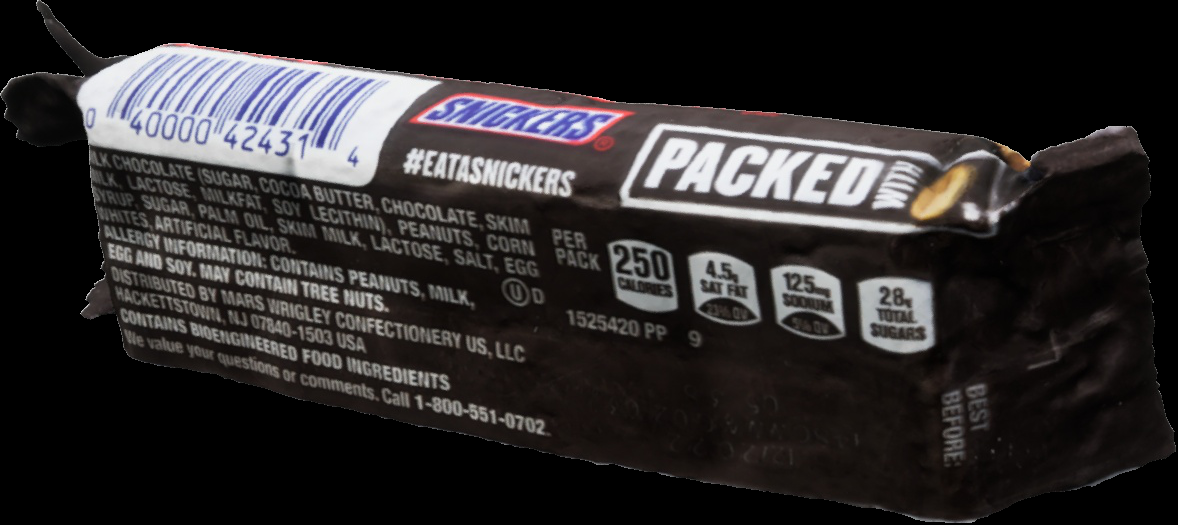 0 40000 42431 4
SNICKERS®
#EATASNICKERS
PACKED
WITH
MILK CHOCOLATE (SUGAR, COCOA BUTTER, CHOCOLATE, SKIM
MILK, LACTOSE, MILKFAT, SOY LECITHIN), PEANUTS, CORN
SYRUP, SUGAR, PALM OIL, SKIM MILK, LACTOSE, SALT, EGG
WHITES, ARTIFICIAL FLAVOR.
ALLERGY INFORMATION: CONTAINS PEANUTS, MILK,
EGG AND SOY. MAY CONTAIN TREE NUTS.
U D
DISTRIBUTED BY MARS WRIGLEY CONFECTIONERY US, LLC
HACKETTSTOWN, NJ 07840-1503 USA
CONTAINS BIOENGINEERED FOOD INGREDIENTS
We value your questions or comments. Call 1-800-551-0702.
PER
PACK
250
CALORIES
4.5g
SAT FAT
23% DV
125mg
SODIUM
5% DV
28g
TOTAL
SUGARS
1525420 PP 9
BEST
BEFORE: